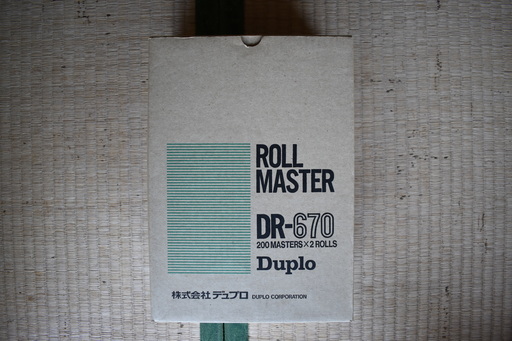 ROLL
MASTER
DR-670
200 MASTERS×2 ROLLS
Duplo
株式会社 デュプロ DUPLO CORPORATION